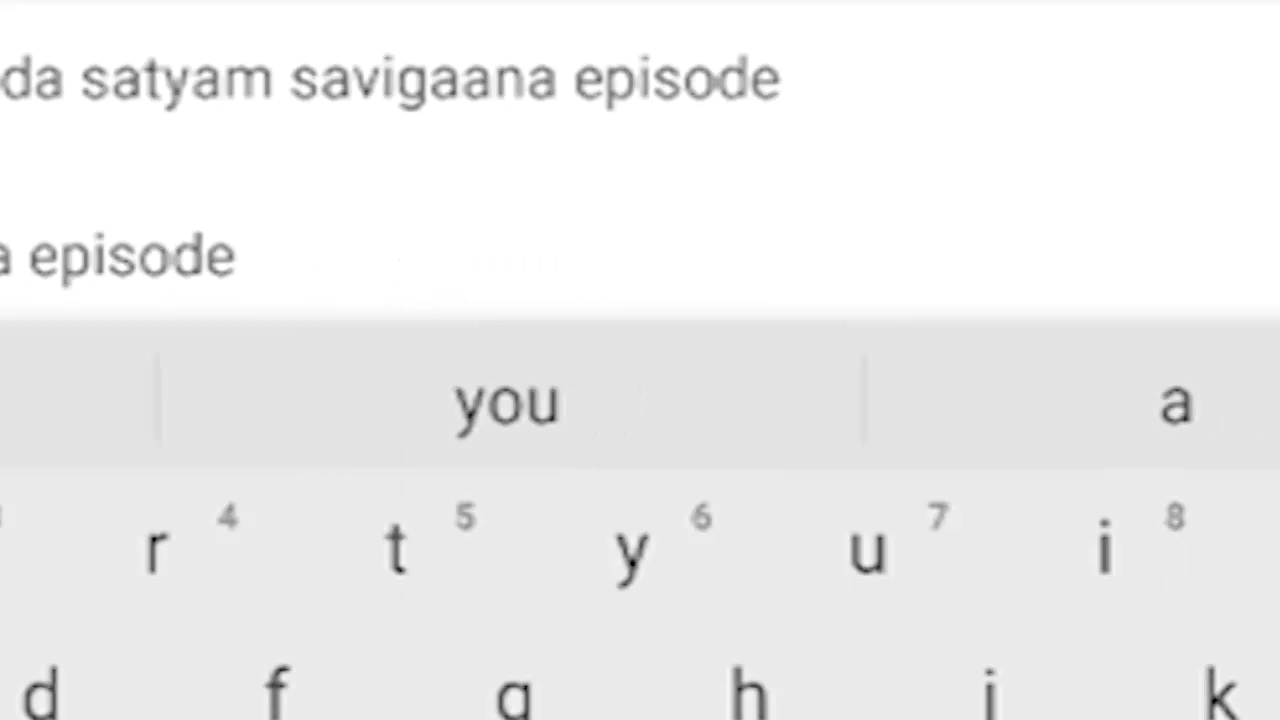 da satyam savigaana episode
a episode
you a
4 5 6 7 8
r t y u i
d f g h j k